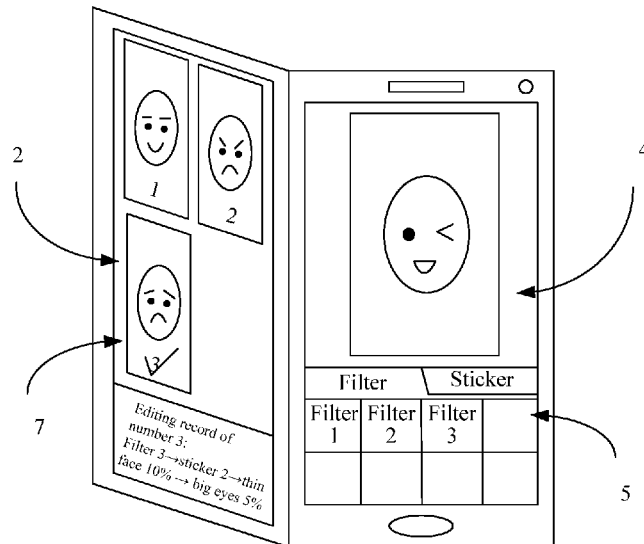 1
2
3
Editing record of
number 3:
Filter 3→sticker 2→thin
face 10% → big eyes 5%
Filter
Sticker
Filter
1
Filter
2
Filter
3
2
7
4
5